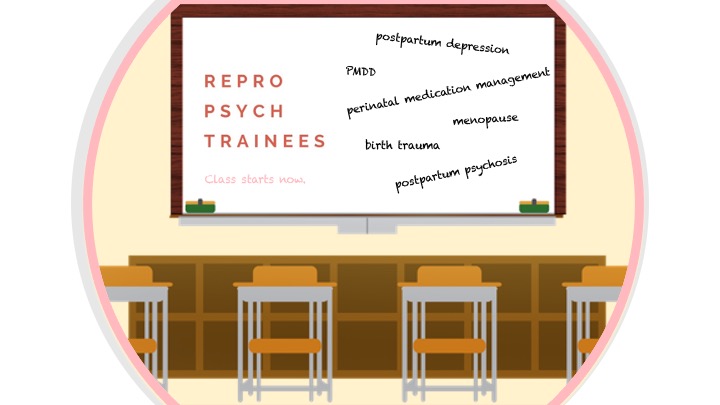 REPRO
PSYCH
TRAINEES
Class starts now.
postpartum depression
PMDD
perinatal medication management
menopause
birth trauma
postpartum psychosis